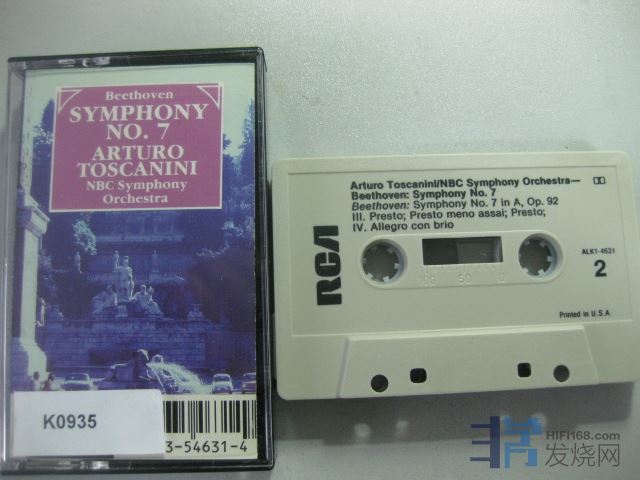 Beethoven
SYMPHONY
NO. 7
ARTURO
TOSCANINI
NBC Symphony
Orchestra
K0935
3-54631-4
Arturo Toscanini/NBC Symphony Orchestra—
Beethoven: Symphony No. 7
Beethoven: Symphony No. 7 in A, Op. 92
III. Presto; Presto meno assai; Presto;
IV. Allegro con brio
RCA
100 50 0
ALK1-4631
2
Printed in U.S.A.
HIFI168.com
发烧网